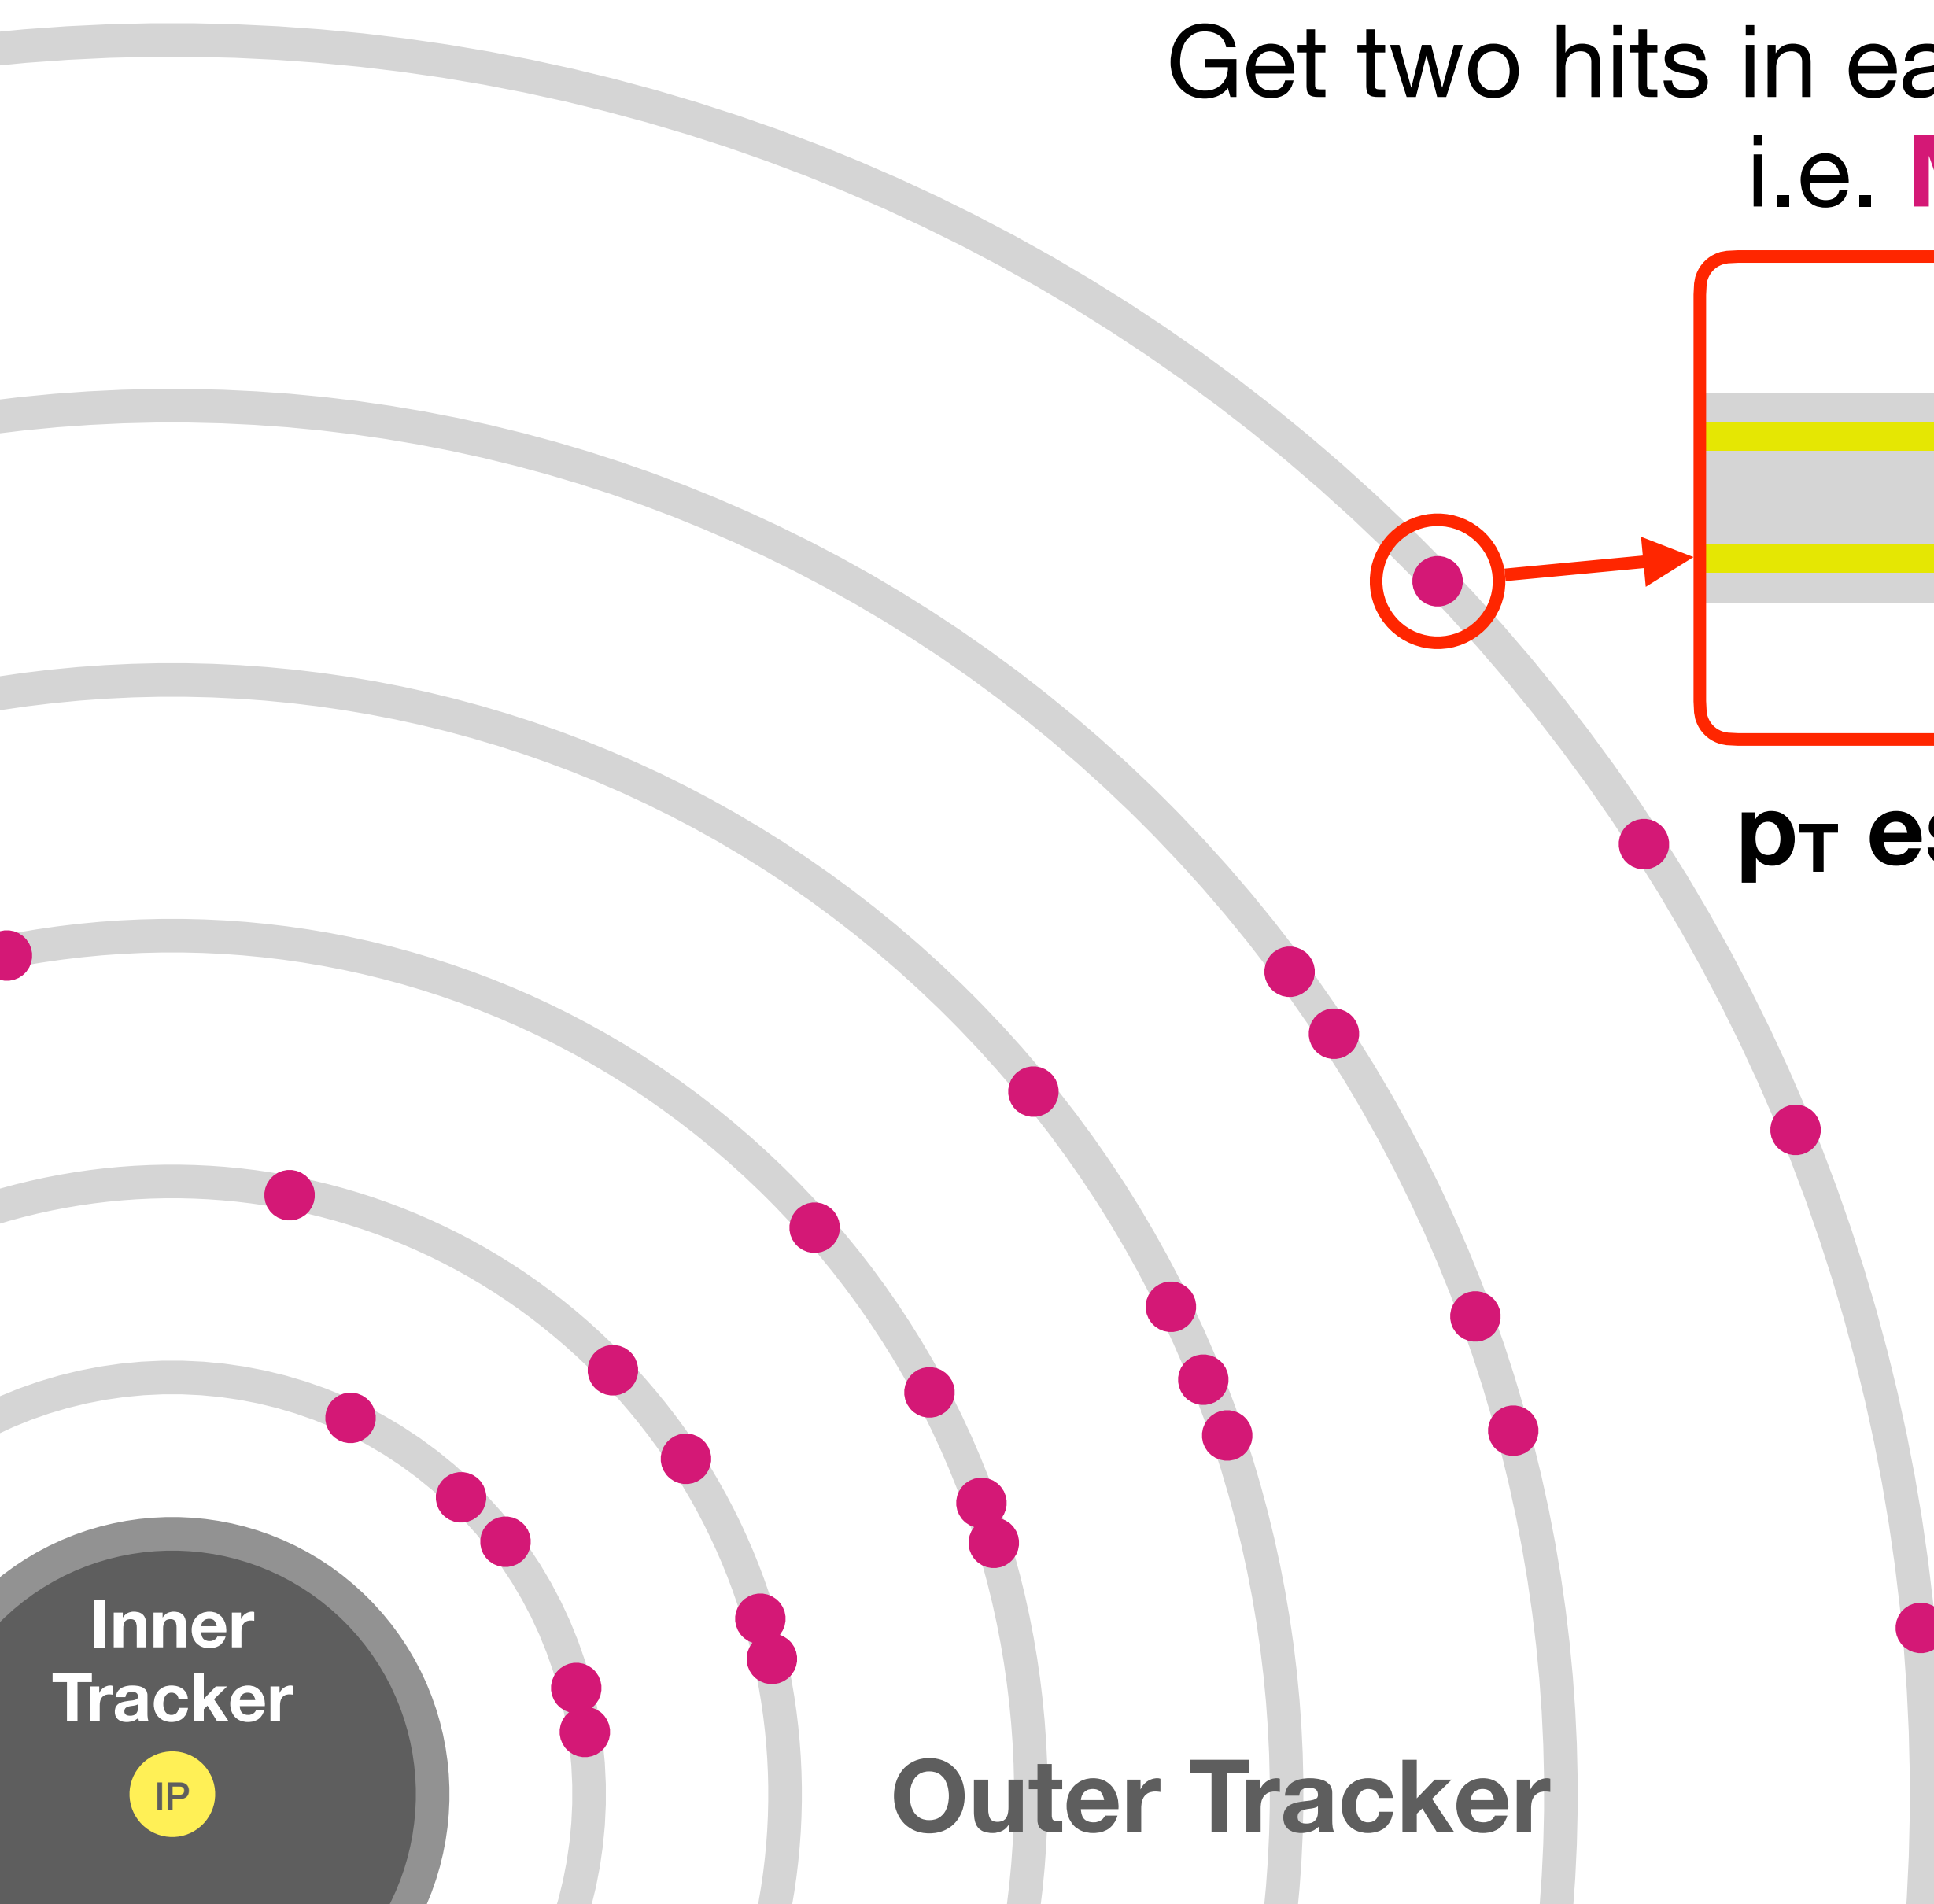 Get two hits in ea
i.e.
pT es
Inner
Tracker
IP
Outer Tracker